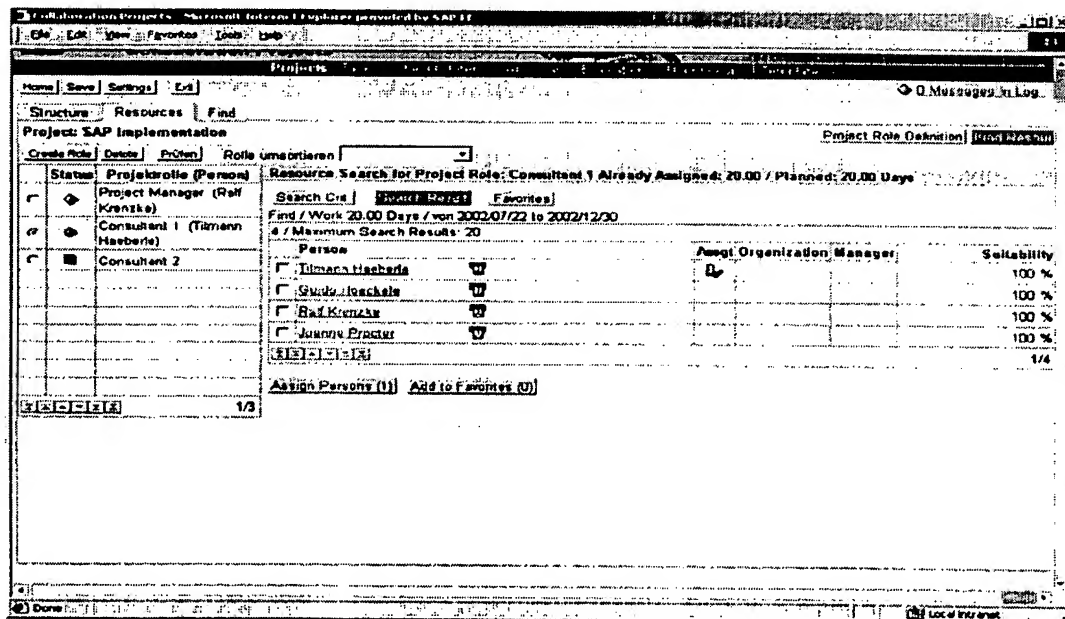 Collaboration Projects - Microsoft Internet Explorer provided by SAP IT
File Edit View Favorites Tools Help
Projects
Home Save Settings Exit 0 Messages in Log
Structure Resources Find
Project: SAP Implementation Project Role Definition
Create Role Delete Prüfen Rolle umsortieren
Status Projektrolle (Person)
Project Manager (Ralf
Krenzke)
Consultant 1 (Tilmann
Haeberle)
Consultant 2
1/3
Resource Search for Project Role: Consultant 1 Already Assigned: 20.00 / Planned: 20.00 Days
Search Crit Search Result Favorites
Find / Work 20.00 Days / von 2002/07/22 to 2002/12/30
4 / Maximum Search Results: 20
Person Organization Manager Suitability
Tilmann Haeberle 100 %
Guido 100 %
Ralf Krenzke 100 %
Joanne Procter 100 %
1/4
Assign Persons (1) Add to Favorites (0)
Done Local intranet